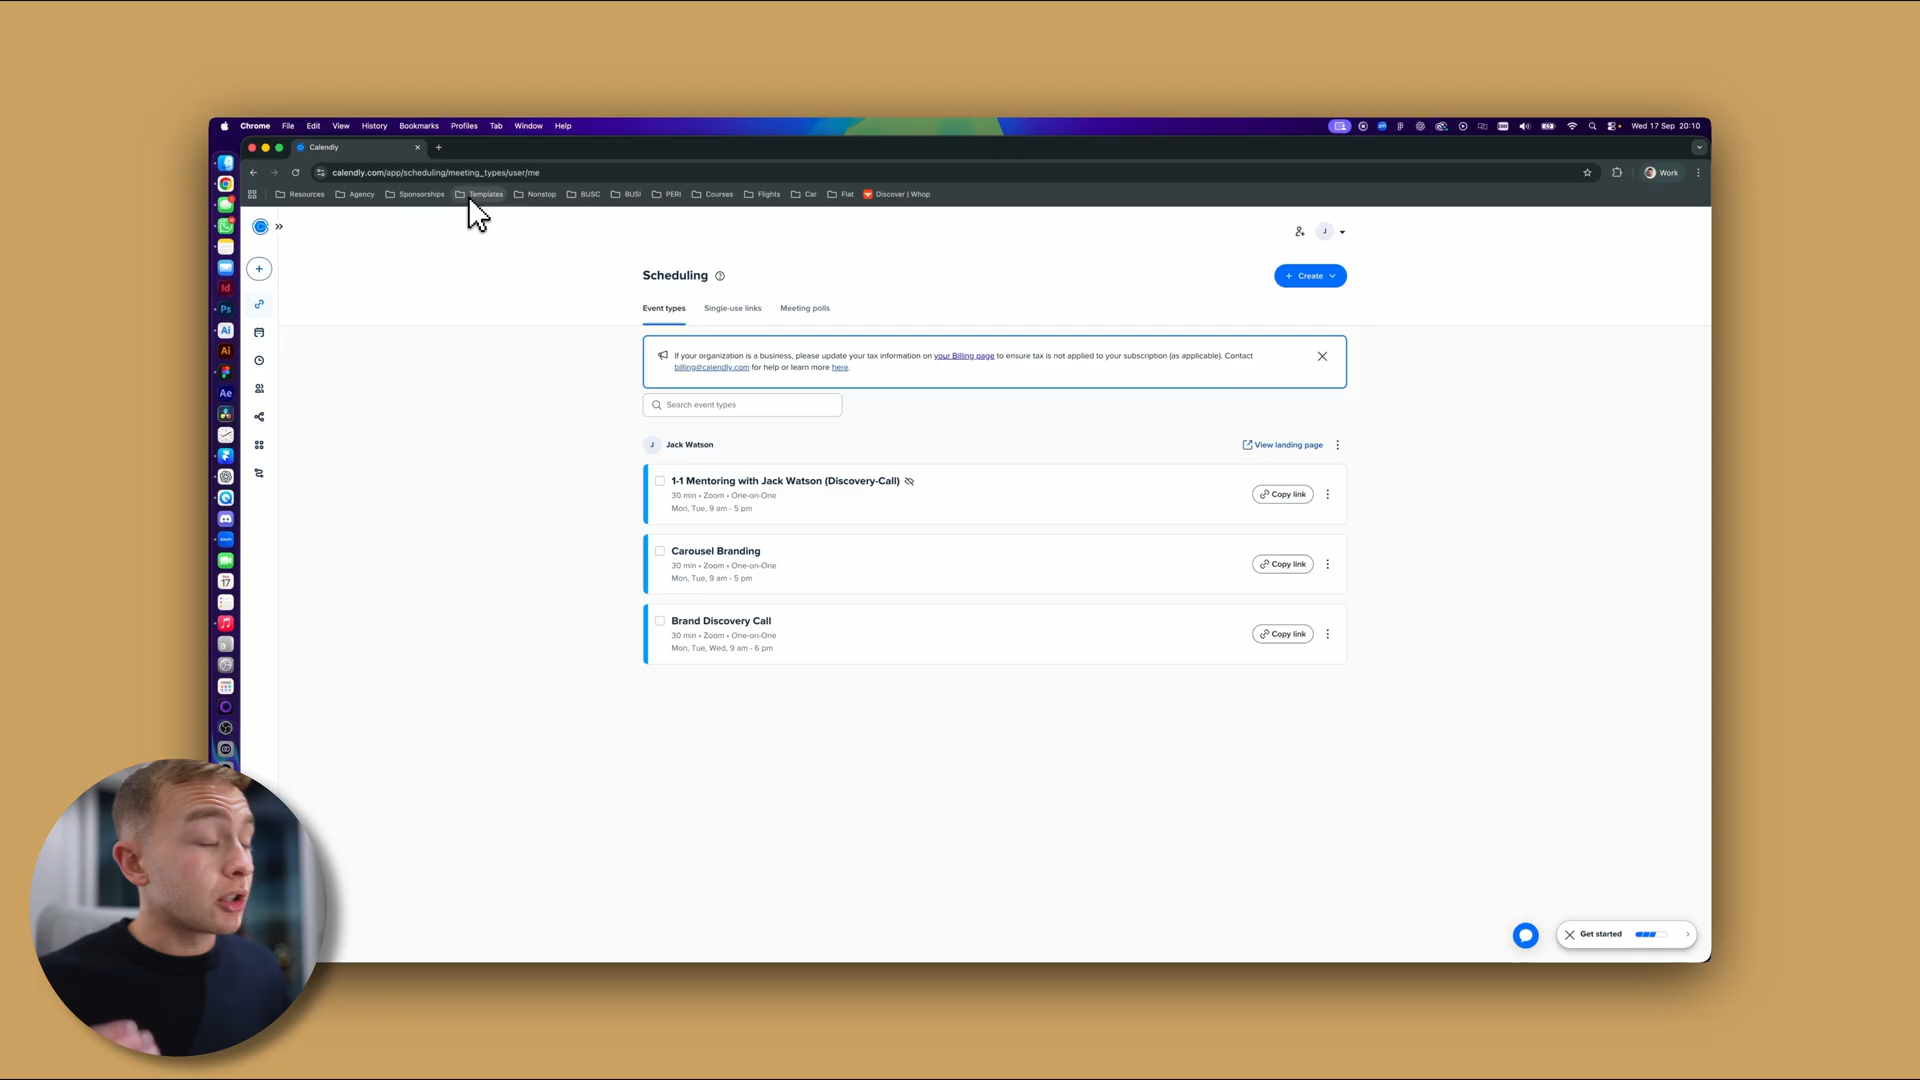 Chrome File Edit View History Bookmarks Profiles Tab Window Help Wed 17 Sep 20:10
Calendly
calendly.com/app/scheduling/meeting_types/user/me Work
Resources Agency Sponsorships Templates Nonstop BUSC BUSI PERI Courses Flights Car Flat Discover | Whop
J
Scheduling
+ Create
Event types Single-use links Meeting polls
If your organization is a business, please update your tax information on your Billing page to ensure tax is not applied to your subscription (as applicable). Contact
billing@calendly.com for help or learn more here.
Search event types
J Jack Watson View landing page
1-1 Mentoring with Jack Watson (Discovery-Call)
30 min • Zoom • One-on-One
Mon, Tue, 9 am - 5 pm
Copy link
Carousel Branding
30 min • Zoom • One-on-One
Mon, Tue, 9 am - 5 pm
Copy link
Brand Discovery Call
30 min • Zoom • One-on-One
Mon, Tue, Wed, 9 am - 6 pm
Copy link
Get started
Id
Ps
Ai
Ai
Ae
zoom
17